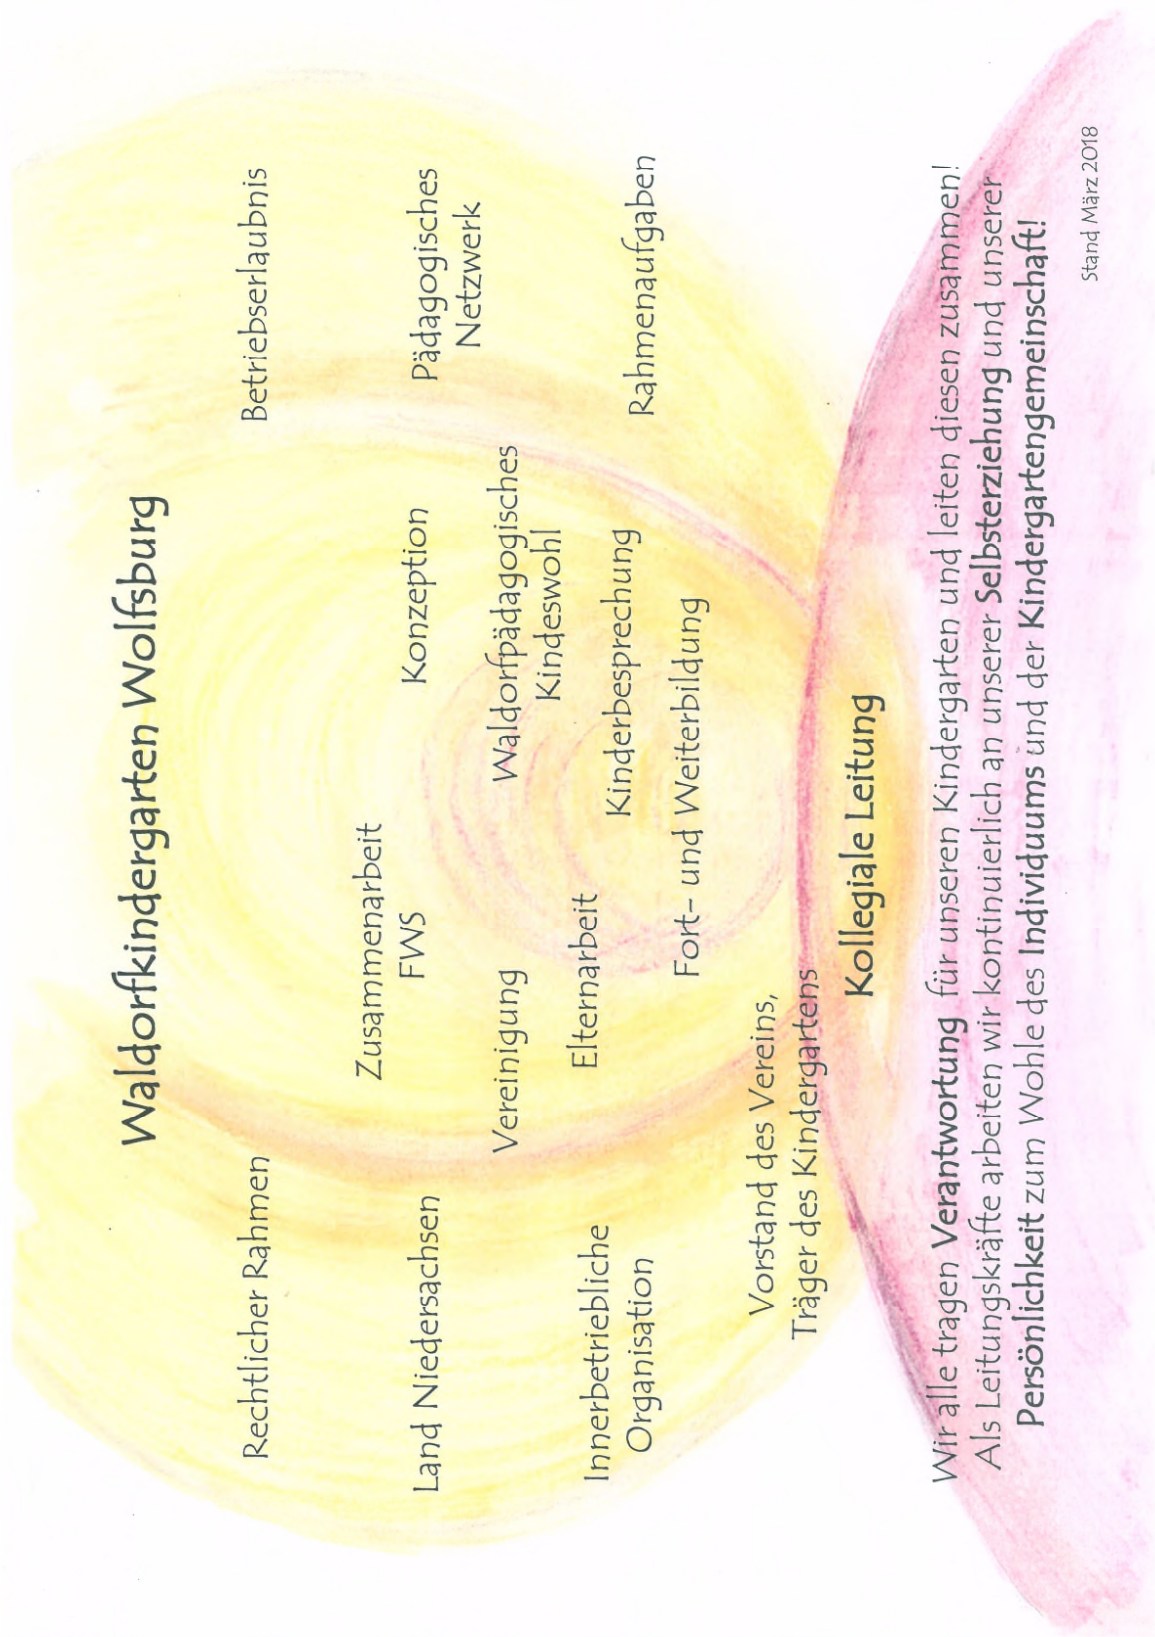 Waldorfkindergarten Wolfsburg
Rechtlicher Rahmen
Betriebserlaubnis
Zusammenarbeit
FWS
Konzeption
Land Niedersachsen
Pädagogisches
Netzwerk
Vereinigung
Waldorfpädagogisches
Kindeswohl
Innerbetriebliche
Organisation
Elternarbeit
Kinderbesprechung
Rahmenaufgaben
Fort- und Weiterbildung
Vorstand des Vereins,
Träger des Kindergartens
Kollegiale Leitung
Wir alle tragen Verantwortung für unseren Kindergarten und leiten diesen zusammen!
Als Leitungskräfte arbeiten wir kontinuierlich an unserer Selbsterziehung und unserer
Persönlichkeit zum Wohle des Individuums und der Kindergartengemeinschaft!
Stand März 2018